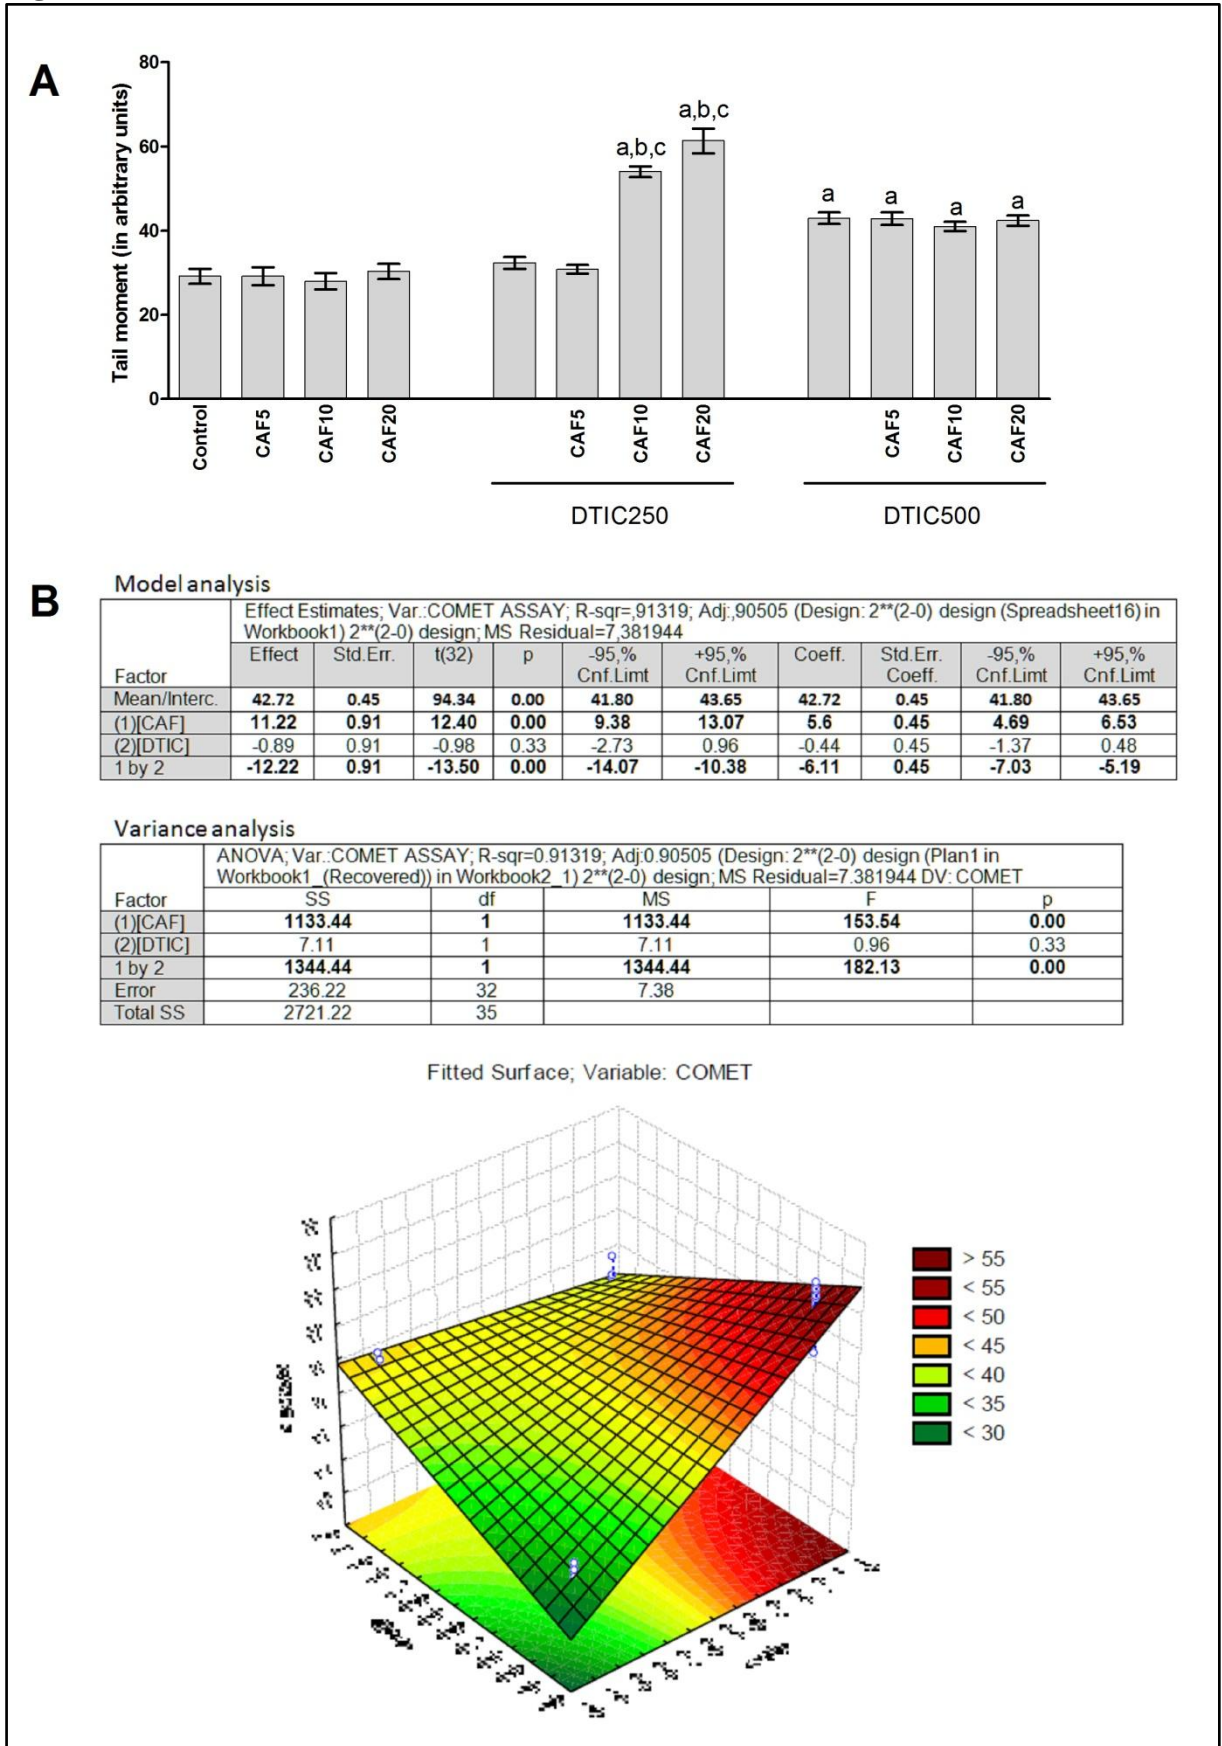 A
Tail moment (in arbitrary units)
80
60
40
20
0
a,b,c
a,b,c
a
a
a
a
Control
CAF5
CAF10
CAF20
CAF5
CAF10
CAF20
CAF5
CAF10
CAF20
DTIC250
DTIC500
B
Model analysis
Effect Estimates; Var.:COMET ASSAY; R-sqr=,91319; Adj:,90505 (Design: 2**(2-0) design (Spreadsheet16) in
Workbook1) 2**(2-0) design; MS Residual=7,381944
Factor Effect Std.Err. t(32) p -95,% Cnf.Limt +95,% Cnf.Limt Coeff. Std.Err. Coeff. -95,% Cnf.Limt +95,% Cnf.Limt
Mean/Interc. 42.72 0.45 94.34 0.00 41.80 43.65 42.72 0.45 41.80 43.65
(1)[CAF] 11.22 0.91 12.40 0.00 9.38 13.07 5.6 0.45 4.69 6.53
(2)[DTIC] -0.89 0.91 -0.98 0.33 -2.73 0.96 -0.44 0.45 -1.37 0.48
1 by 2 -12.22 0.91 -13.50 0.00 -14.07 -10.38 -6.11 0.45 -7.03 -5.19
Variance analysis
ANOVA; Var.:COMET ASSAY; R-sqr=0.91319; Adj:0.90505 (Design: 2**(2-0) design (Plan1 in
Workbook1_(Recovered)) in Workbook2_1) 2**(2-0) design; MS Residual=7.381944 DV: COMET
Factor SS df MS F p
(1)[CAF] 1133.44 1 1133.44 153.54 0.00
(2)[DTIC] 7.11 1 7.11 0.96 0.33
1 by 2 1344.44 1 1344.44 182.13 0.00
Error 236.22 32 7.38
Total SS 2721.22 35
Fitted Surface; Variable: COMET
> 55
< 55
< 50
< 45
< 40
< 35
< 30